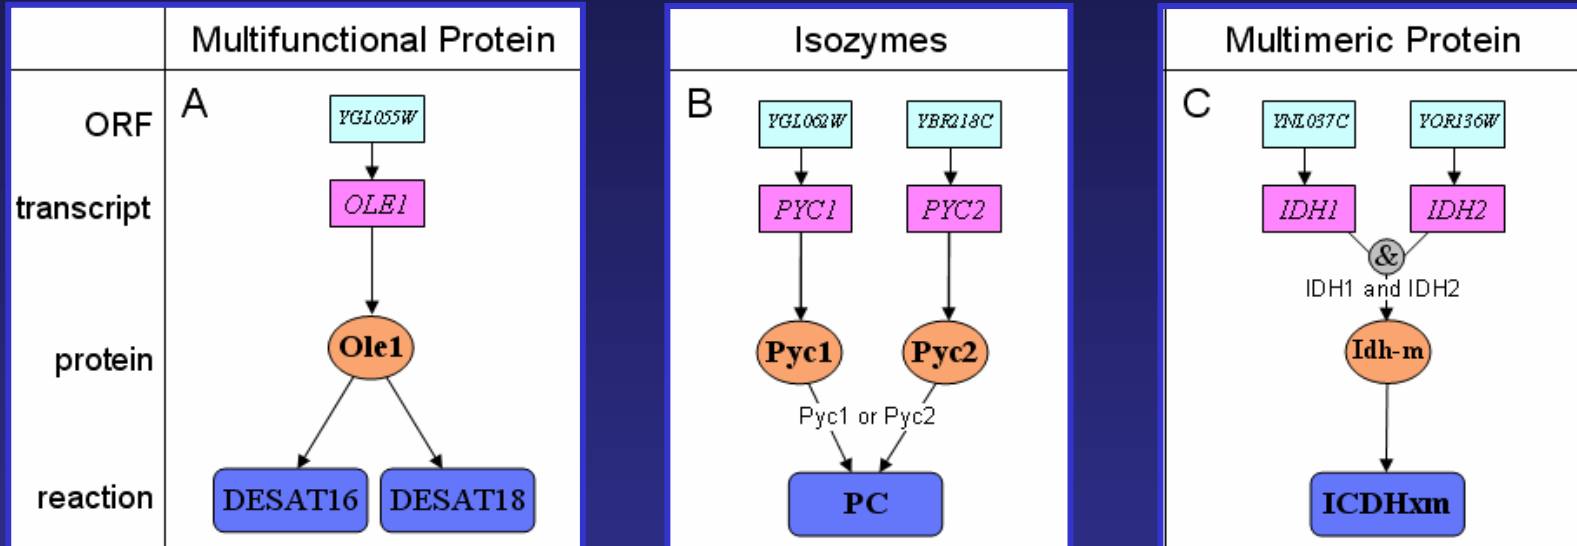 Multifunctional Protein
ORF
A
YGL055W
transcript
OLE1
protein
Ole1
reaction
DESAT16
DESAT18
Isozymes
B
YGL062W
YBR218C
PYC1
PYC2
Pyc1
Pyc2
Pyc1 or Pyc2
PC
Multimeric Protein
C
YNL037C
YOR136W
IDH1
IDH2
&
IDH1 and IDH2
Idh-m
ICDHxm